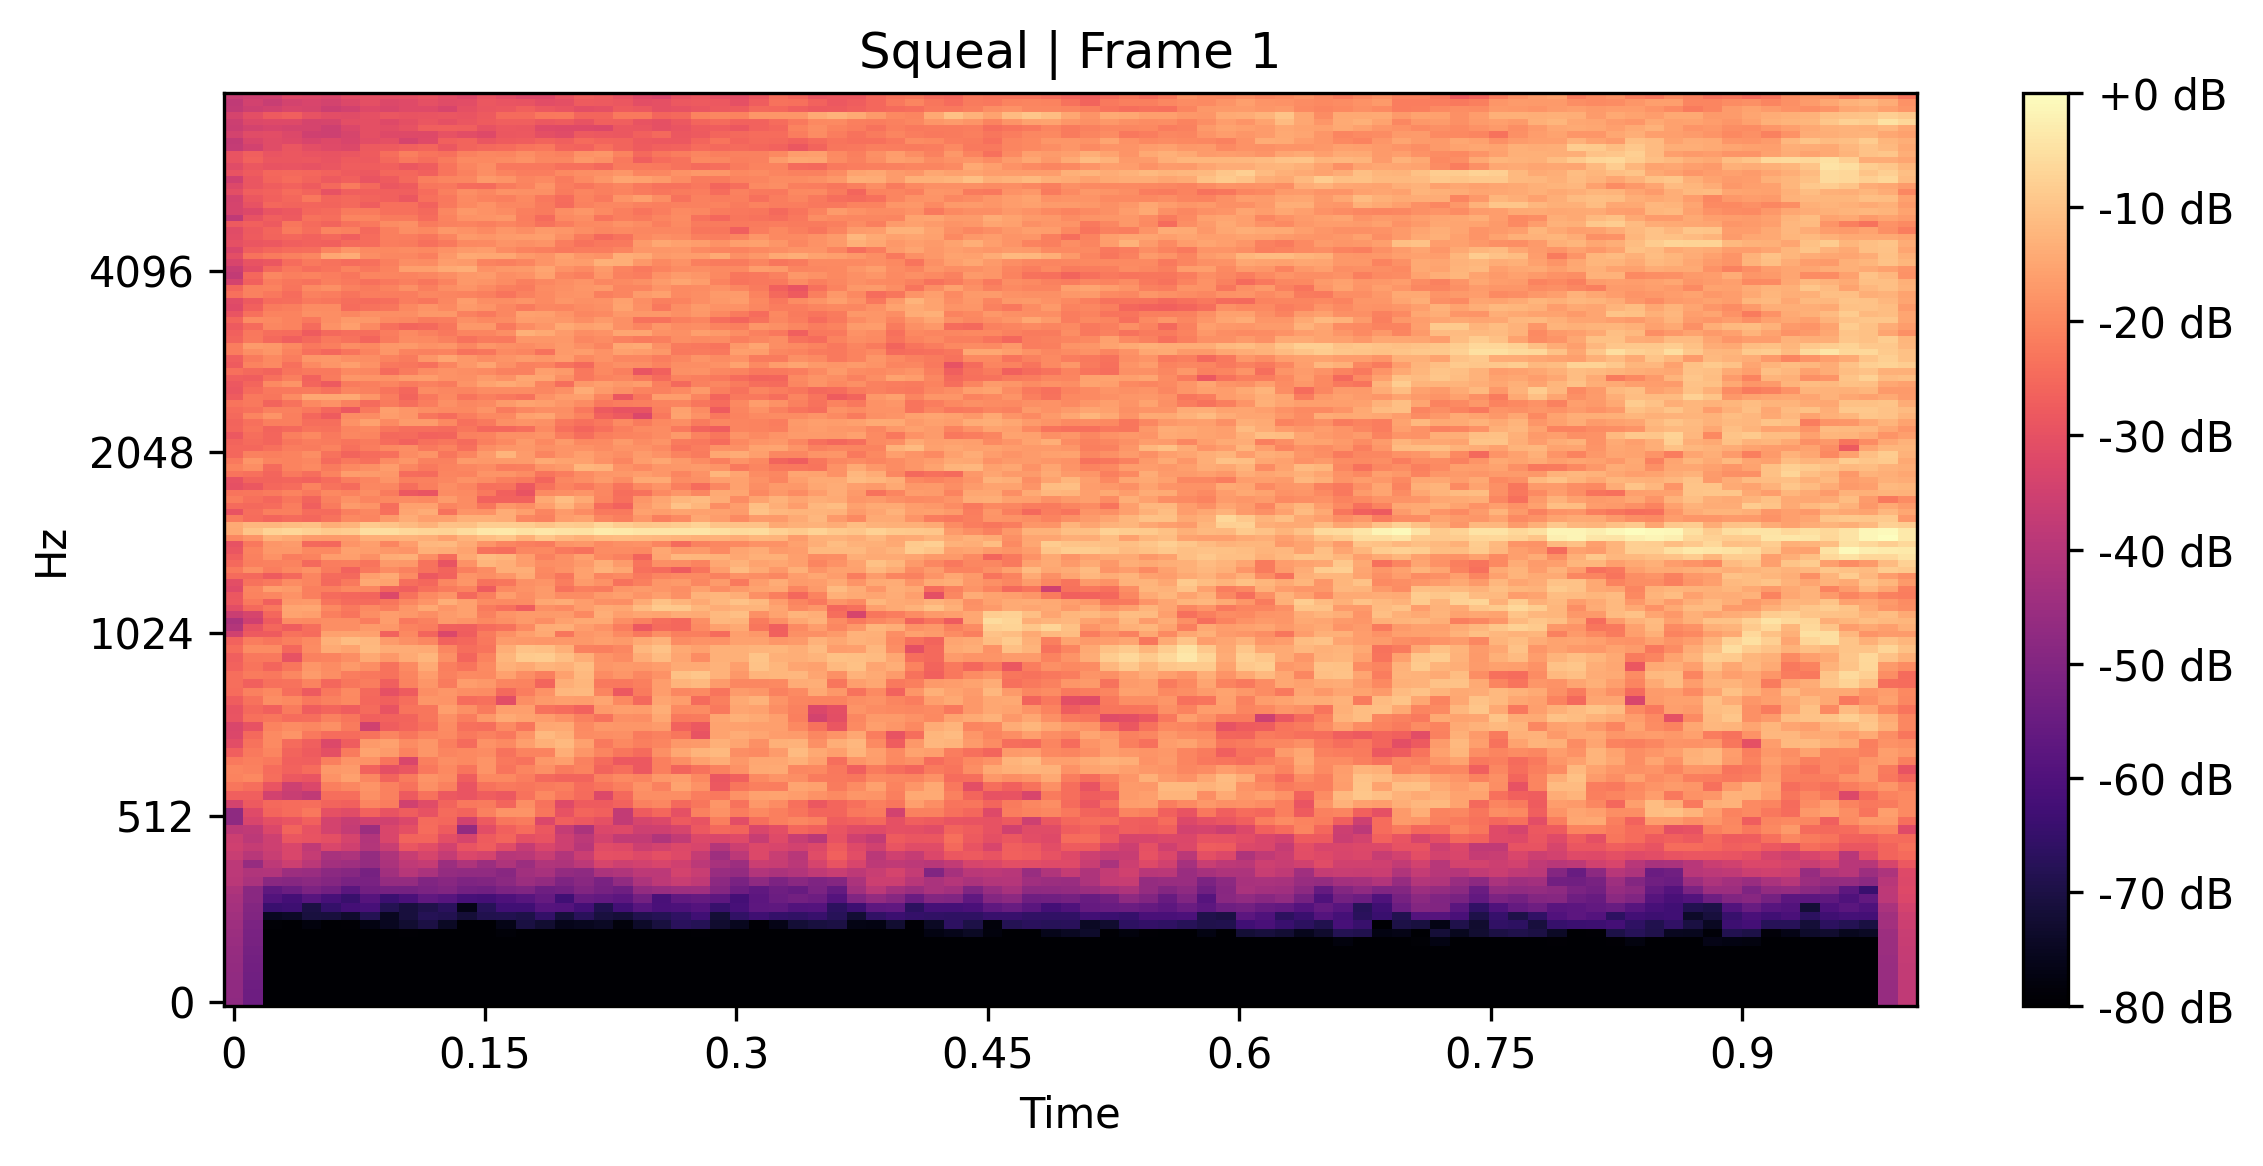 Squeal | Frame 1
+0 dB
-10 dB
-20 dB
-30 dB
-40 dB
-50 dB
-60 dB
-70 dB
-80 dB
Hz
4096
2048
1024
512
0
0 0.15 0.3 0.45 0.6 0.75 0.9
Time